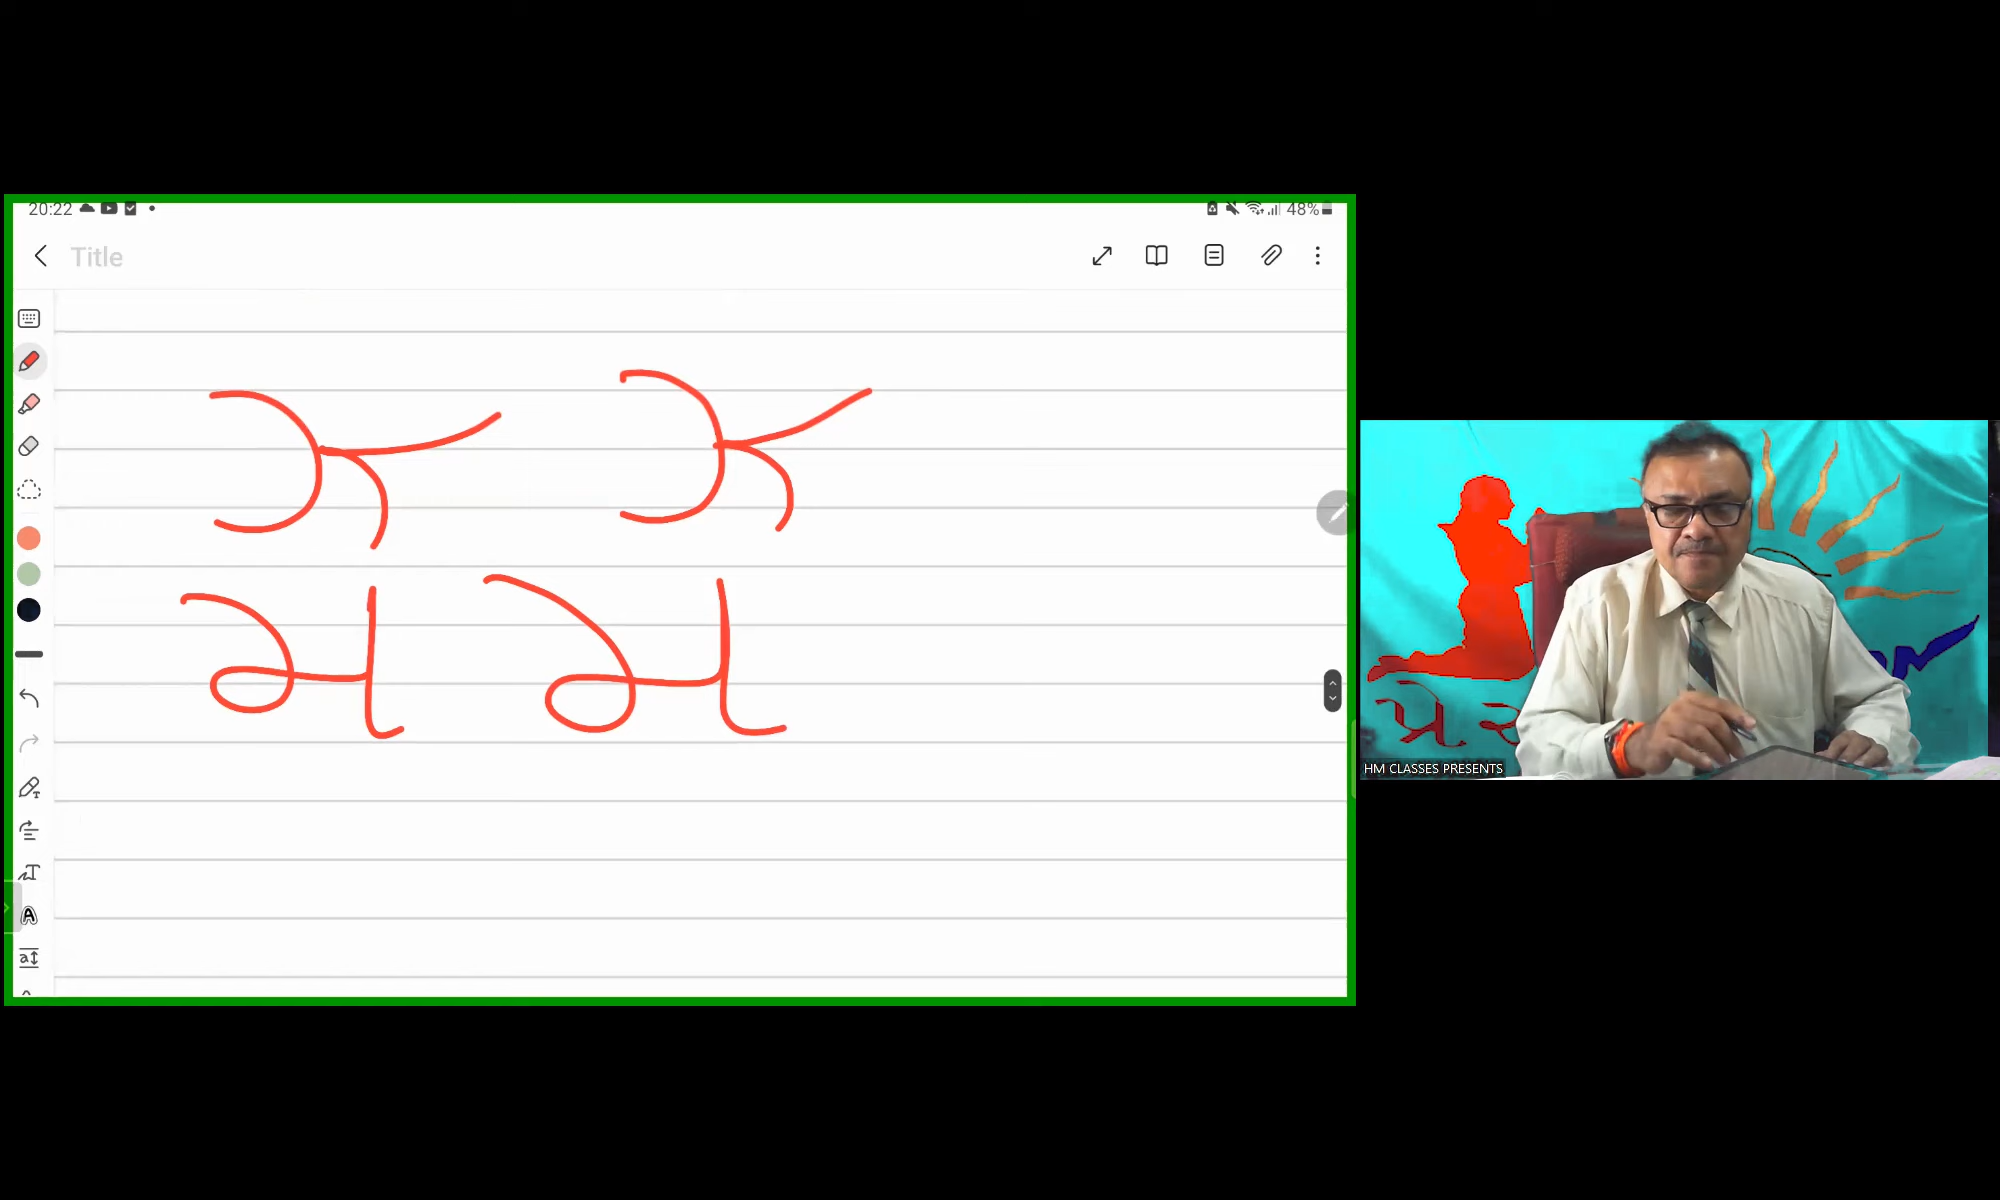 20:22 48%
Title
જ જ
મ મ
HM CLASSES PRESENTS